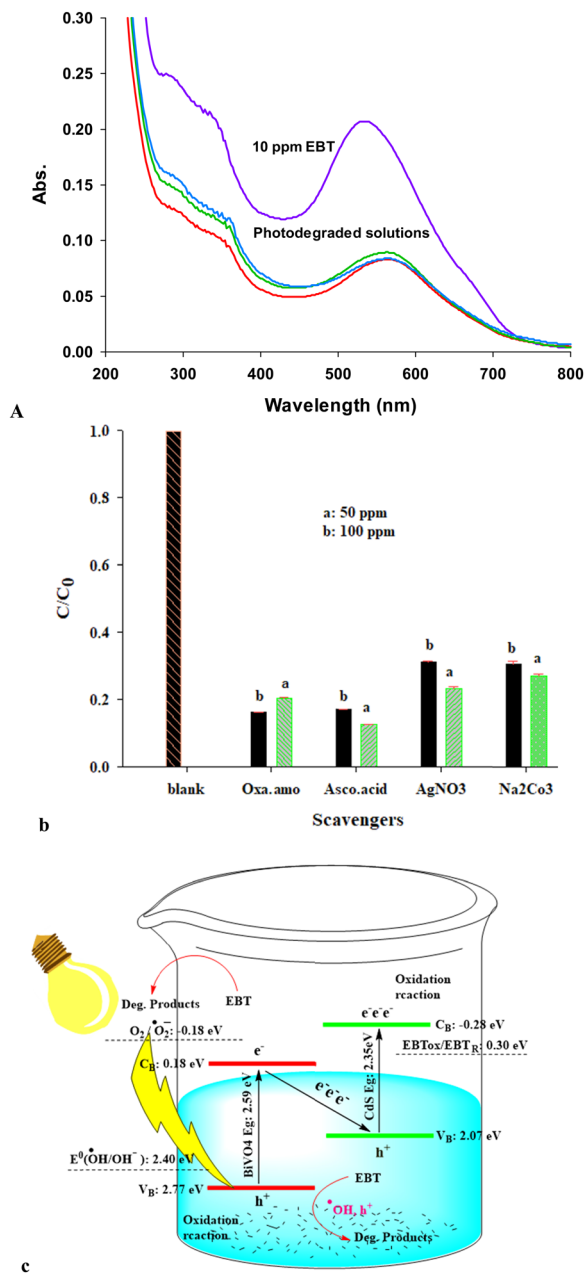 0.30
0.25
0.20
0.15
0.10
0.05
0.00
Abs.
10 ppm EBT
Photodegraded solutions
200 300 400 500 600 700 800
Wavelength (nm)
A
1.0
0.8
0.6
0.4
0.2
0.0
C/C0
a: 50 ppm
b: 100 ppm
b a b a b a b a
blank Oxa.amo Asco.acid AgNO3 Na2Co3
Scavengers
b
Oxidation
rcaction
Deg. Products EBT
e⁻e⁻e⁻
C_B: -0.28 eV
O₂/O₂•⁻: -0.18 eV
EBTox/EBT_R: 0.30 eV
e⁻
C_B: 0.18 eV
CdS Eg: 2.35eV
e⁻e⁻e⁻
BiVO4 Eg: 2.59 eV
V_B: 2.07 eV
h⁺
E⁰(•OH/OH⁻): 2.40 eV
EBT
V_B: 2.77 eV
h⁺
•OH, h⁺
Oxidation
rcaction
Deg. Products
c